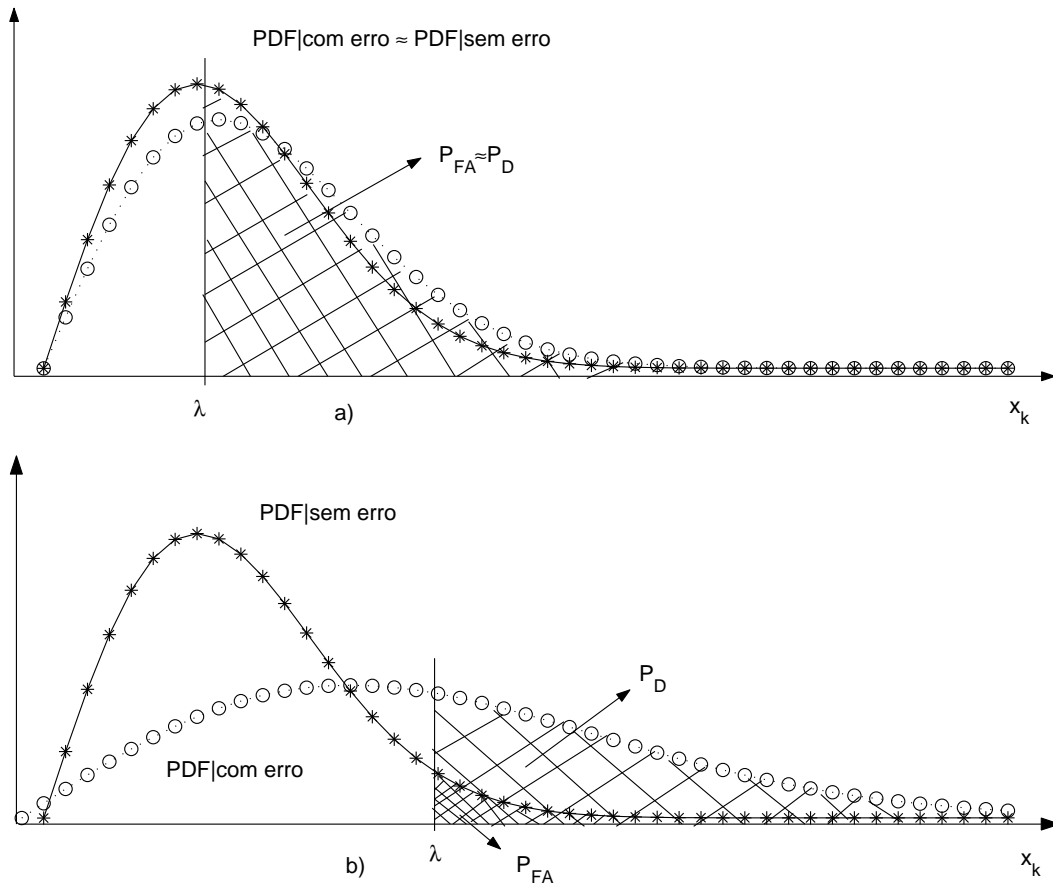 PDF|com erro ≈ PDF|sem erro
P_FA≈P_D
λ
a)
x_k
PDF|sem erro
P_D
PDF|com erro
λ
x_k
b)
P_FA